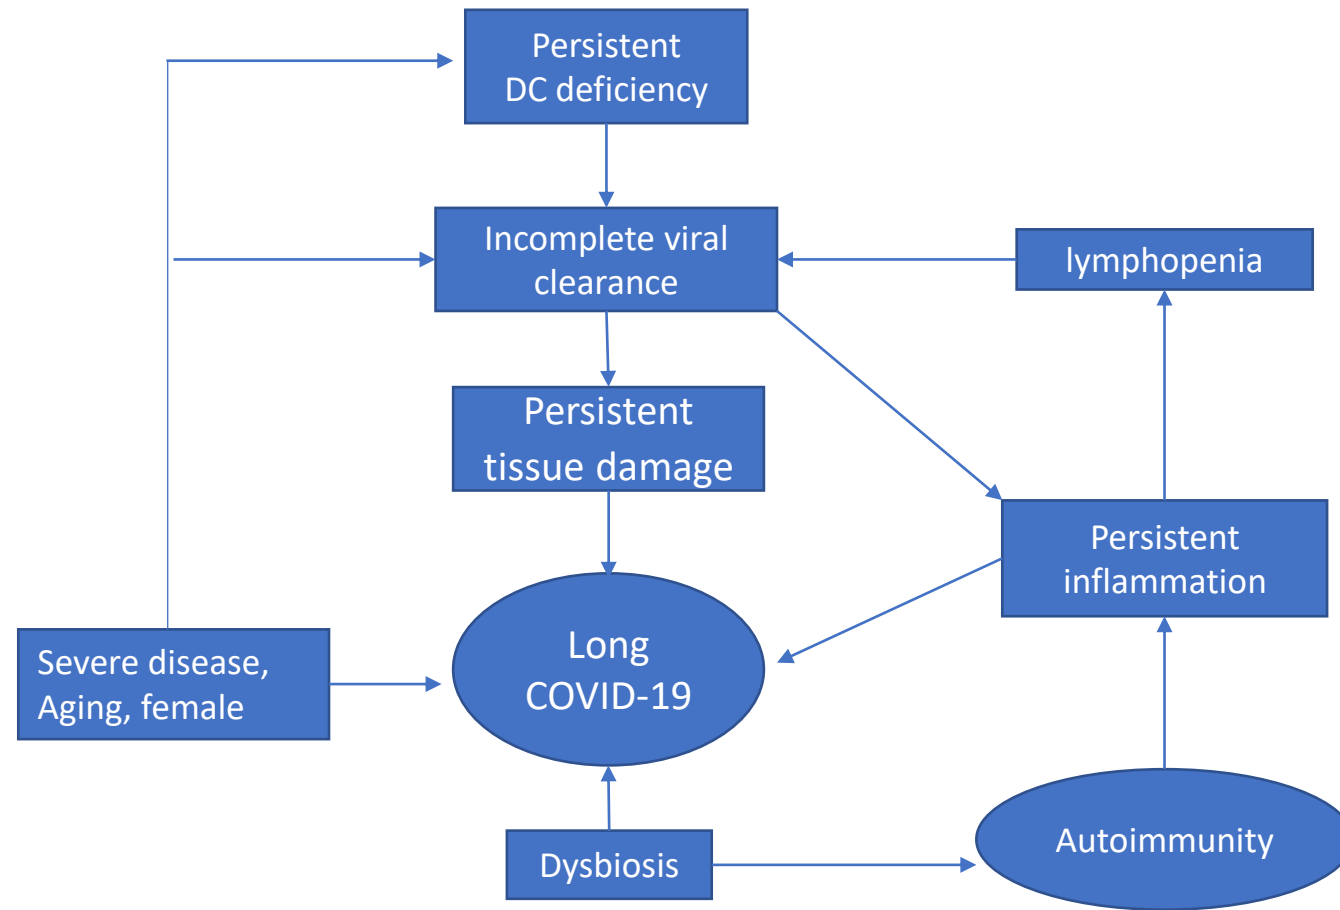 Persistent
DC deficiency
Incomplete viral
clearance
lymphopenia
Persistent
tissue damage
Persistent
inflammation
Severe disease,
Aging, female
Long
COVID-19
Dysbiosis
Autoimmunity